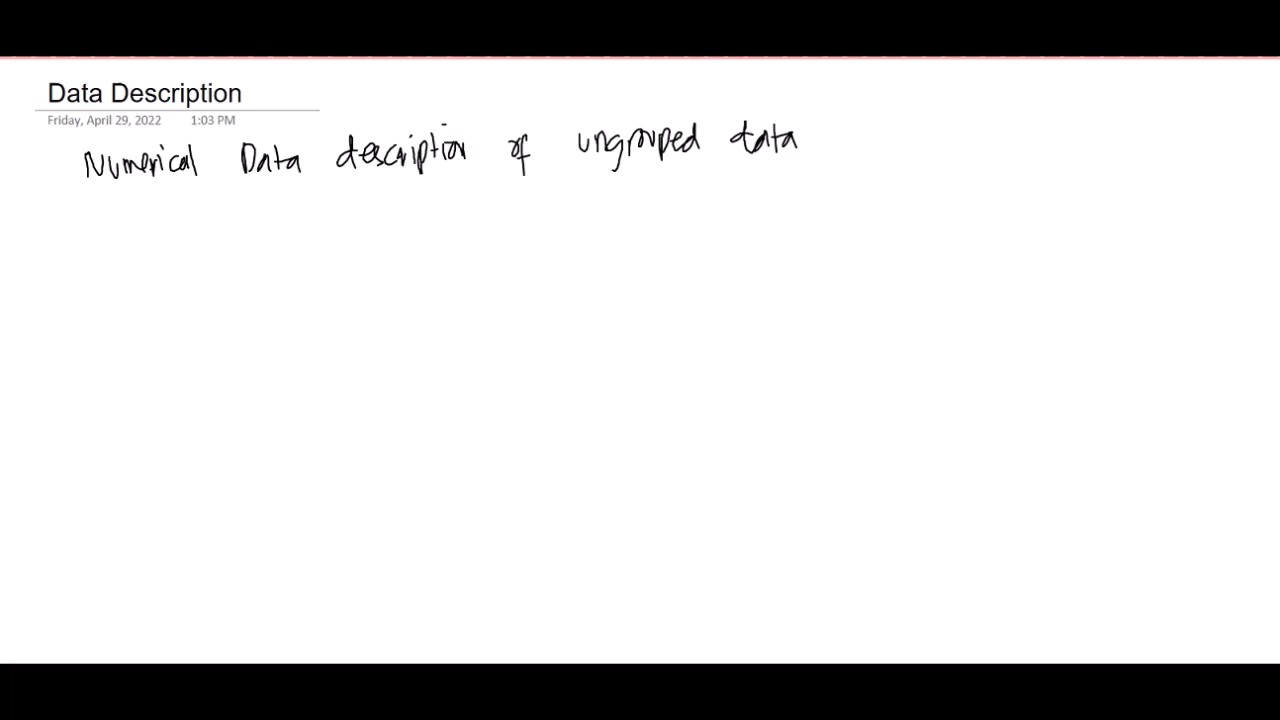 Data Description
Friday, April 29, 2022 1:03 PM
Numerical Data description of ungrouped data